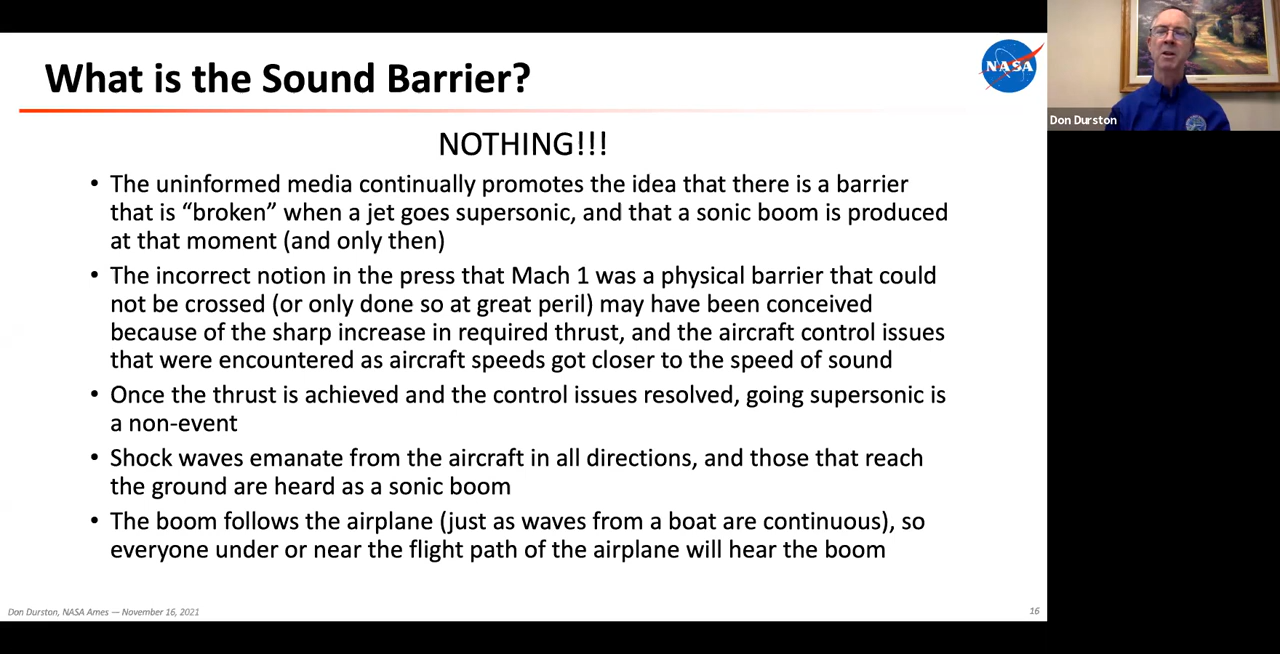 What is the Sound Barrier?
NASA
Don Durston
NOTHING!!!
• The uninformed media continually promotes the idea that there is a barrier
that is “broken” when a jet goes supersonic, and that a sonic boom is produced
at that moment (and only then)
• The incorrect notion in the press that Mach 1 was a physical barrier that could
not be crossed (or only done so at great peril) may have been conceived
because of the sharp increase in required thrust, and the aircraft control issues
that were encountered as aircraft speeds got closer to the speed of sound
• Once the thrust is achieved and the control issues resolved, going supersonic is
a non-event
• Shock waves emanate from the aircraft in all directions, and those that reach
the ground are heard as a sonic boom
• The boom follows the airplane (just as waves from a boat are continuous), so
everyone under or near the flight path of the airplane will hear the boom
Don Durston, NASA Ames — November 16, 2021
16